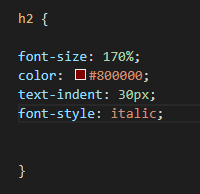 h2 {
font-size: 170%;
color: #800000;
text-indent: 30px;
font-style: italic;
}